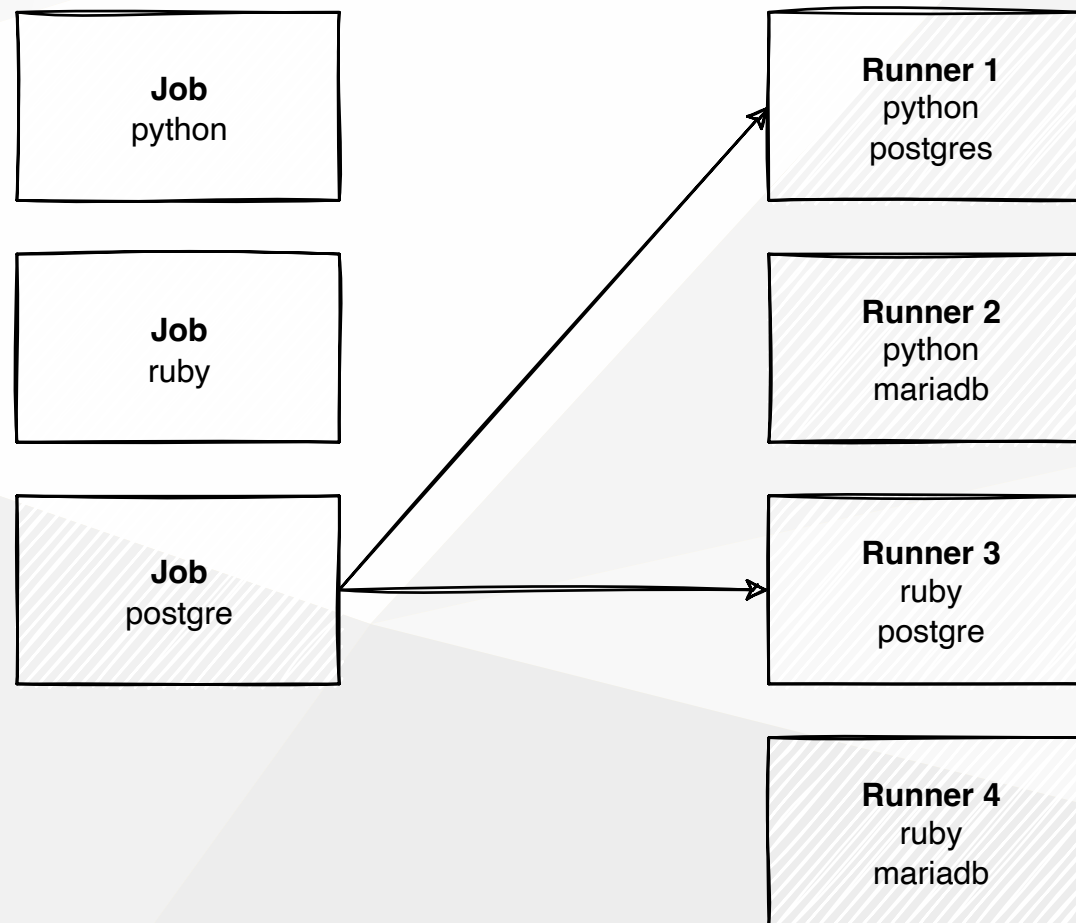 Job
python
Job
ruby
Job
postgre
Runner 1
python
postgres
Runner 2
python
mariadb
Runner 3
ruby
postgre
Runner 4
ruby
mariadb